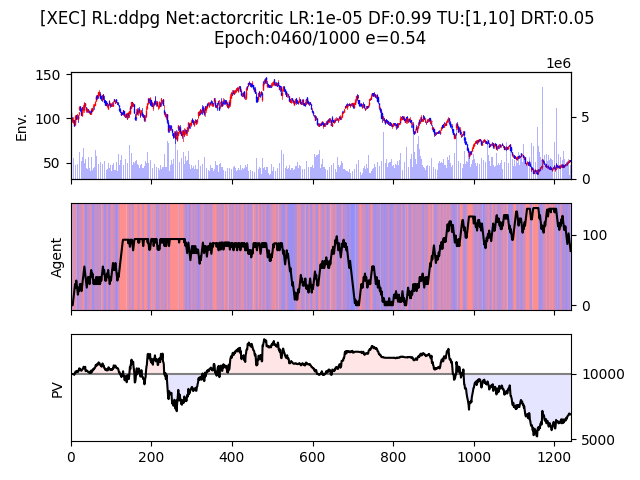 [XEC] RL:ddpg Net:actorcritic LR:1e-05 DF:0.99 TU:[1,10] DRT:0.05
Epoch:0460/1000 e=0.54
1e6
150
100
50
Env.
5
0
Agent
100
0
PV
10000
5000
0 200 400 600 800 1000 1200